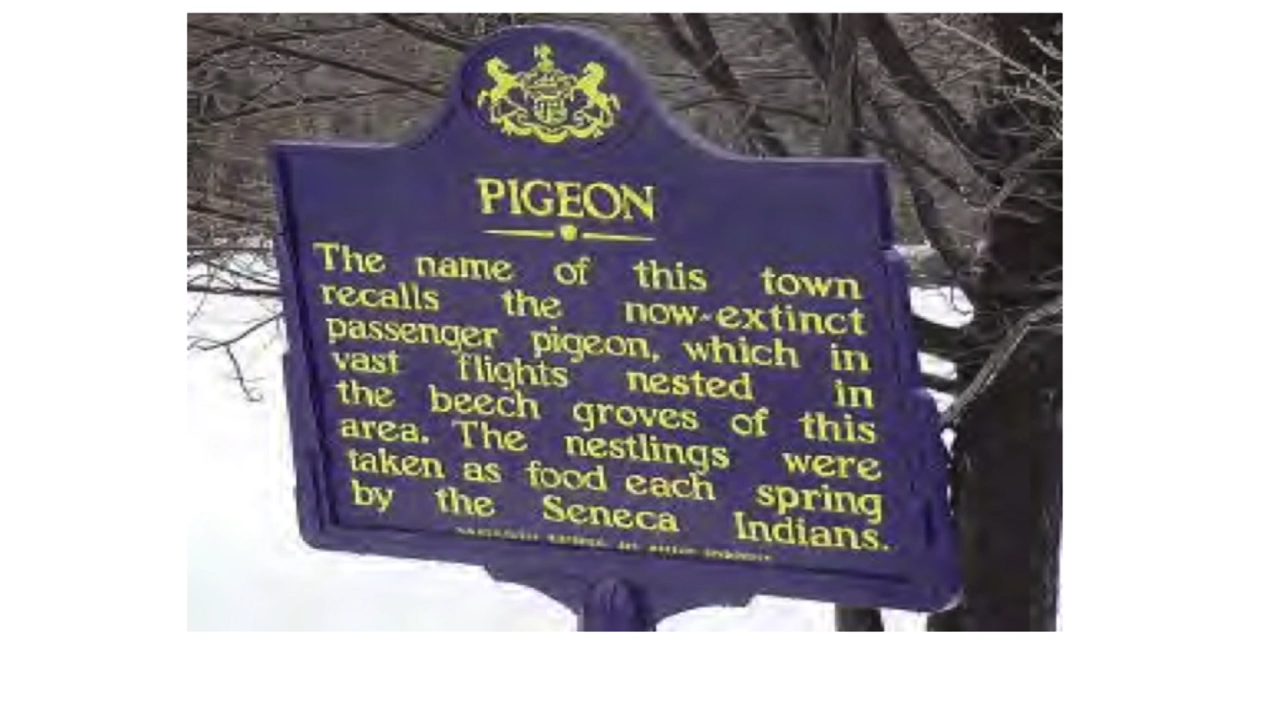 PIGEON
The name of this town
recalls the now-extinct
passenger pigeon, which in
vast flights nested in
the beech groves of this
area. The nestlings were
taken as food each spring
by the Seneca Indians.